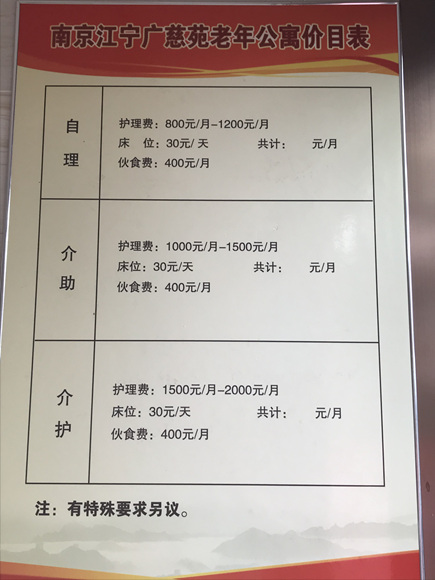 南京江宁广慈苑老年公寓价目表
自理
护理费：800元/月-1200元/月
床 位：30元/天 共计： 元/月
伙食费：400元/月
介助
护理费：1000元/月-1500元/月
床位：30元/天 共计： 元/月
伙食费：400元/月
介护
护理费：1500元/月-2000元/月
床位：30元/天 共计： 元/月
伙食费：400元/月
注：有特殊要求另议。